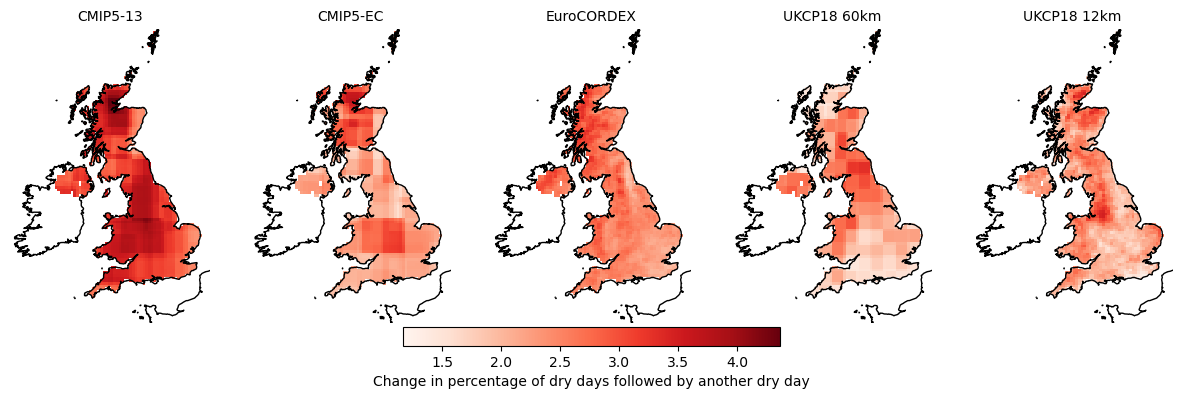 CMIP5-13 CMIP5-EC EuroCORDEX UKCP18 60km UKCP18 12km
1.5 2.0 2.5 3.0 3.5 4.0
Change in percentage of dry days followed by another dry day